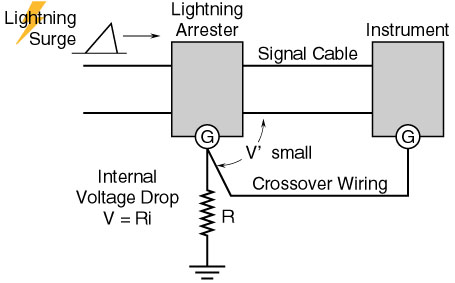 Lightning
Surge
Lightning
Arrester
Instrument
Signal Cable
G
G
V' small
Internal
Voltage Drop
V = Ri
Crossover Wiring
R